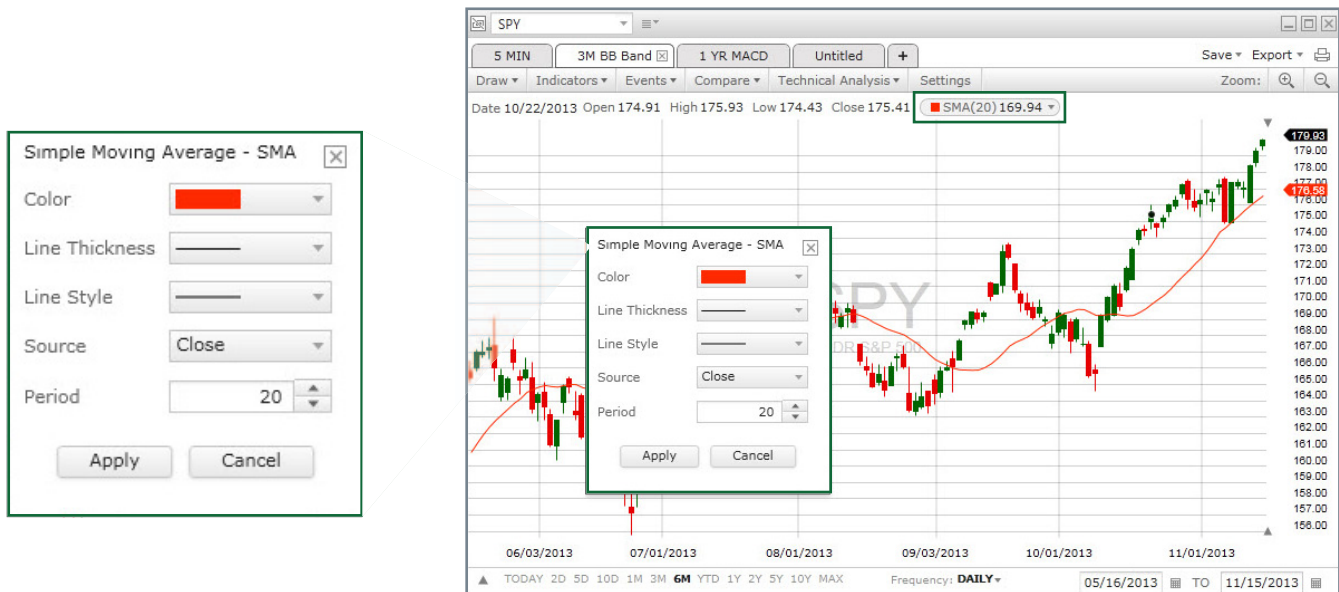 SPY
5 MIN 3M BB Band 1 YR MACD Untitled + Save Export
Draw Indicators Events Compare Technical Analysis Settings Zoom:
Date 10/22/2013 Open 174.91 High 175.93 Low 174.43 Close 175.41 SMA(20) 169.94
Simple Moving Average - SMA
Color
Line Thickness
Line Style
Source Close
Period 20
Apply Cancel
Simple Moving Average - SMA
Color
Line Thickness
Line Style
Source Close
Period 20
Apply Cancel
SPY
DR S&P 500
179.93
179.00
178.00
177.00
176.58
176.00
175.00
174.00
173.00
172.00
171.00
170.00
169.00
168.00
167.00
166.00
165.00
164.00
163.00
162.00
161.00
160.00
159.00
158.00
157.00
156.00
06/03/2013 07/01/2013 08/01/2013 09/03/2013 10/01/2013 11/01/2013
TODAY 2D 5D 10D 1M 3M 6M YTD 1Y 2Y 5Y 10Y MAX Frequency: DAILY 05/16/2013 TO 11/15/2013